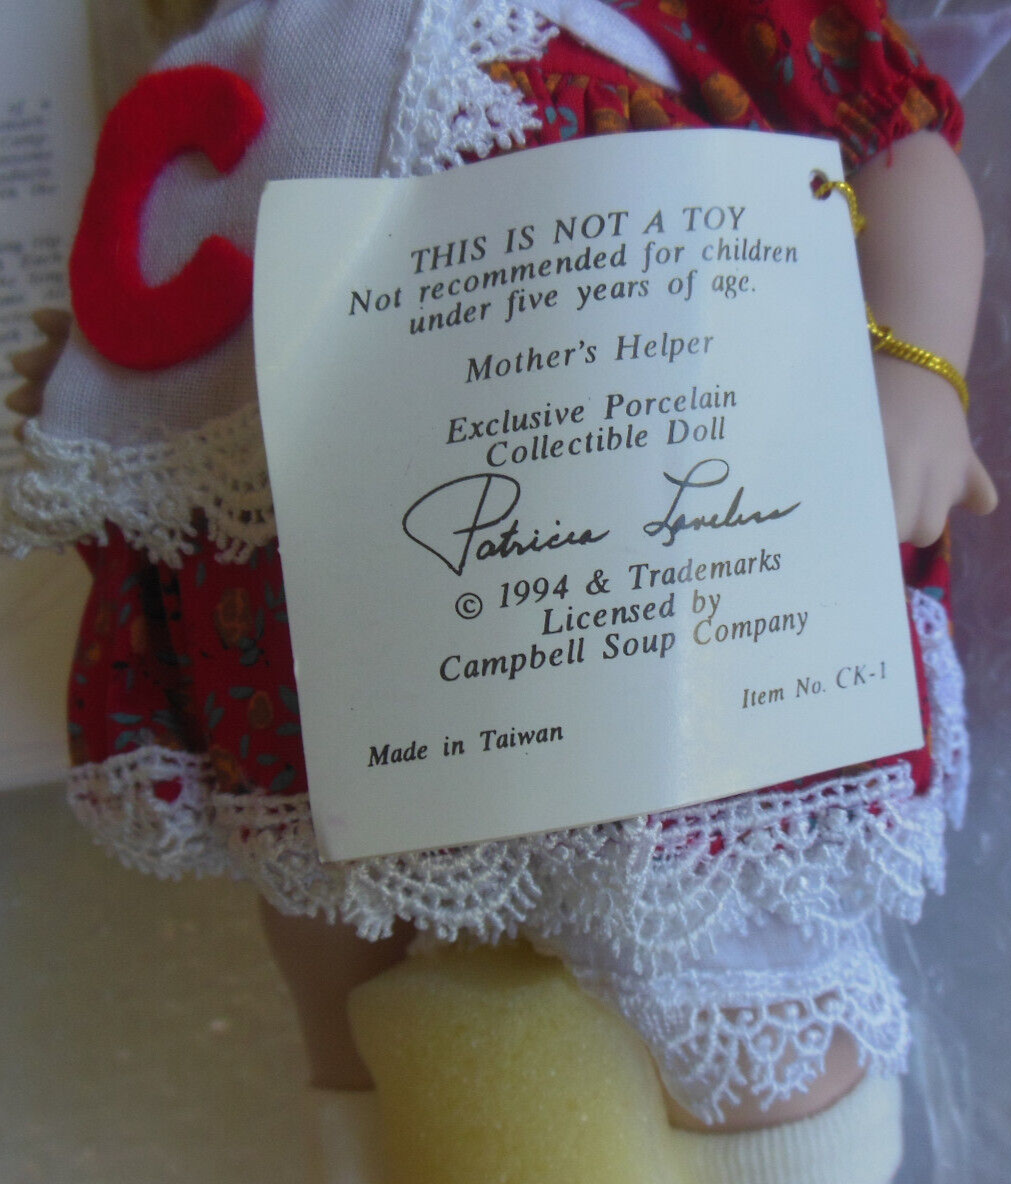 C
THIS IS NOT A TOY
Not recommended for children
under five years of age.
Mother's Helper
Exclusive Porcelain
Collectible Doll
Patricia Loveless
© 1994 & Trademarks
Licensed by
Campbell Soup Company
Item No. CK-1
Made in Taiwan